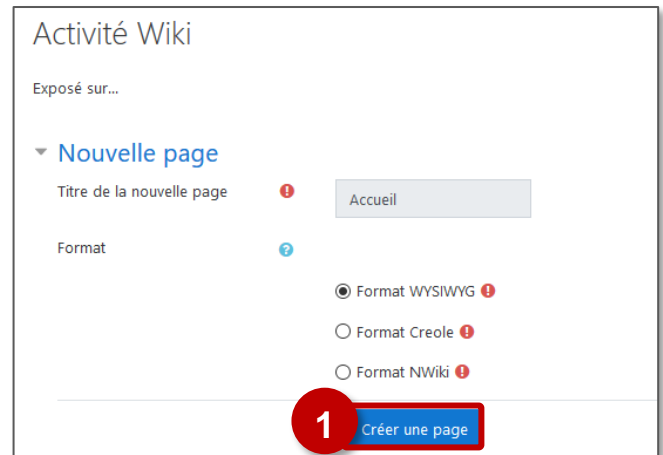 Activité Wiki
Exposé sur...
Nouvelle page
Titre de la nouvelle page
Accueil
Format
Format WYSIWYG
Format Creole
Format NWiki
1
Créer une page